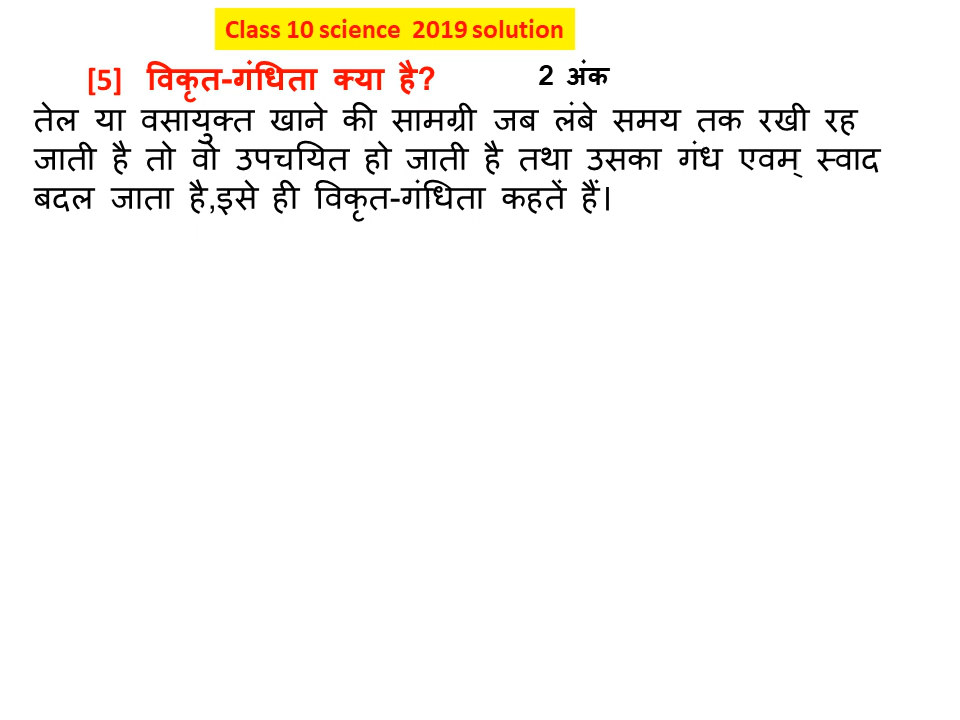 Class 10 science 2019 solution
[5] विकृत-गंधिता क्या है? 2 अंक
तेल या वसायुक्त खाने की सामग्री जब लंबे समय तक रखी रह
जाती है तो वो उपचयित हो जाती है तथा उसका गंध एवम् स्वाद
बदल जाता है,इसे ही विकृत-गंधिता कहतें हैं।